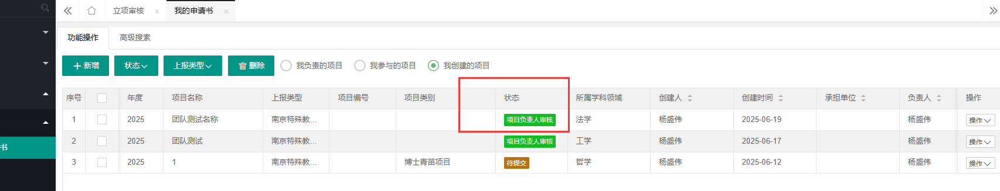 立项审核
我的申请书
功能操作 高级搜索
新增 状态 上报类型 删除 我负责的项目 我参与的项目 我创建的项目
序号 年度 项目名称 上报类型 项目编号 项目类别 状态 所属学科领域 创建人 创建时间 承担单位 负责人 操作
1 2025 团队测试名称 南京特殊教... 项目负责人审核 法学 杨盛伟 2025-06-19 杨盛伟 操作
2 2025 团队测试 南京特殊教... 项目负责人审核 工学 杨盛伟 2025-06-17 杨盛伟 操作
书
3 2025 1 南京特殊教... 博士青苗项目 待提交 哲学 杨盛伟 2025-06-12 杨盛伟 操作